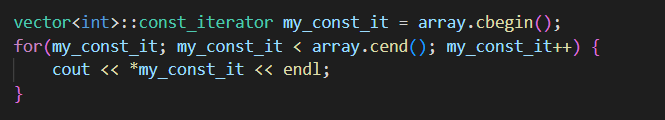 vector<int>::const_iterator my_const_it = array.cbegin();
for(my_const_it; my_const_it < array.cend(); my_const_it++) {
    cout << *my_const_it << endl;
}